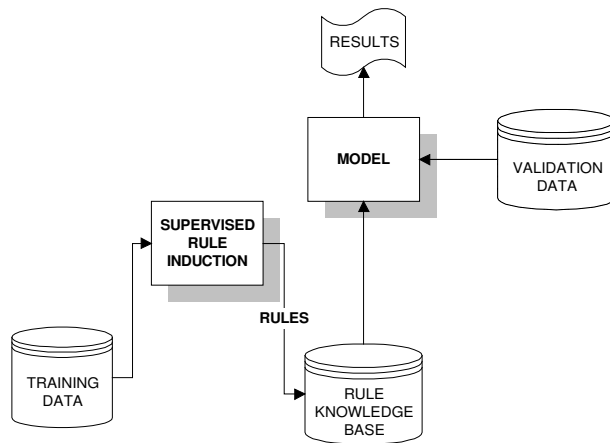 RESULTS
MODEL
VALIDATION
DATA
SUPERVISED
RULE
INDUCTION
RULES
TRAINING
DATA
RULE
KNOWLEDGE
BASE